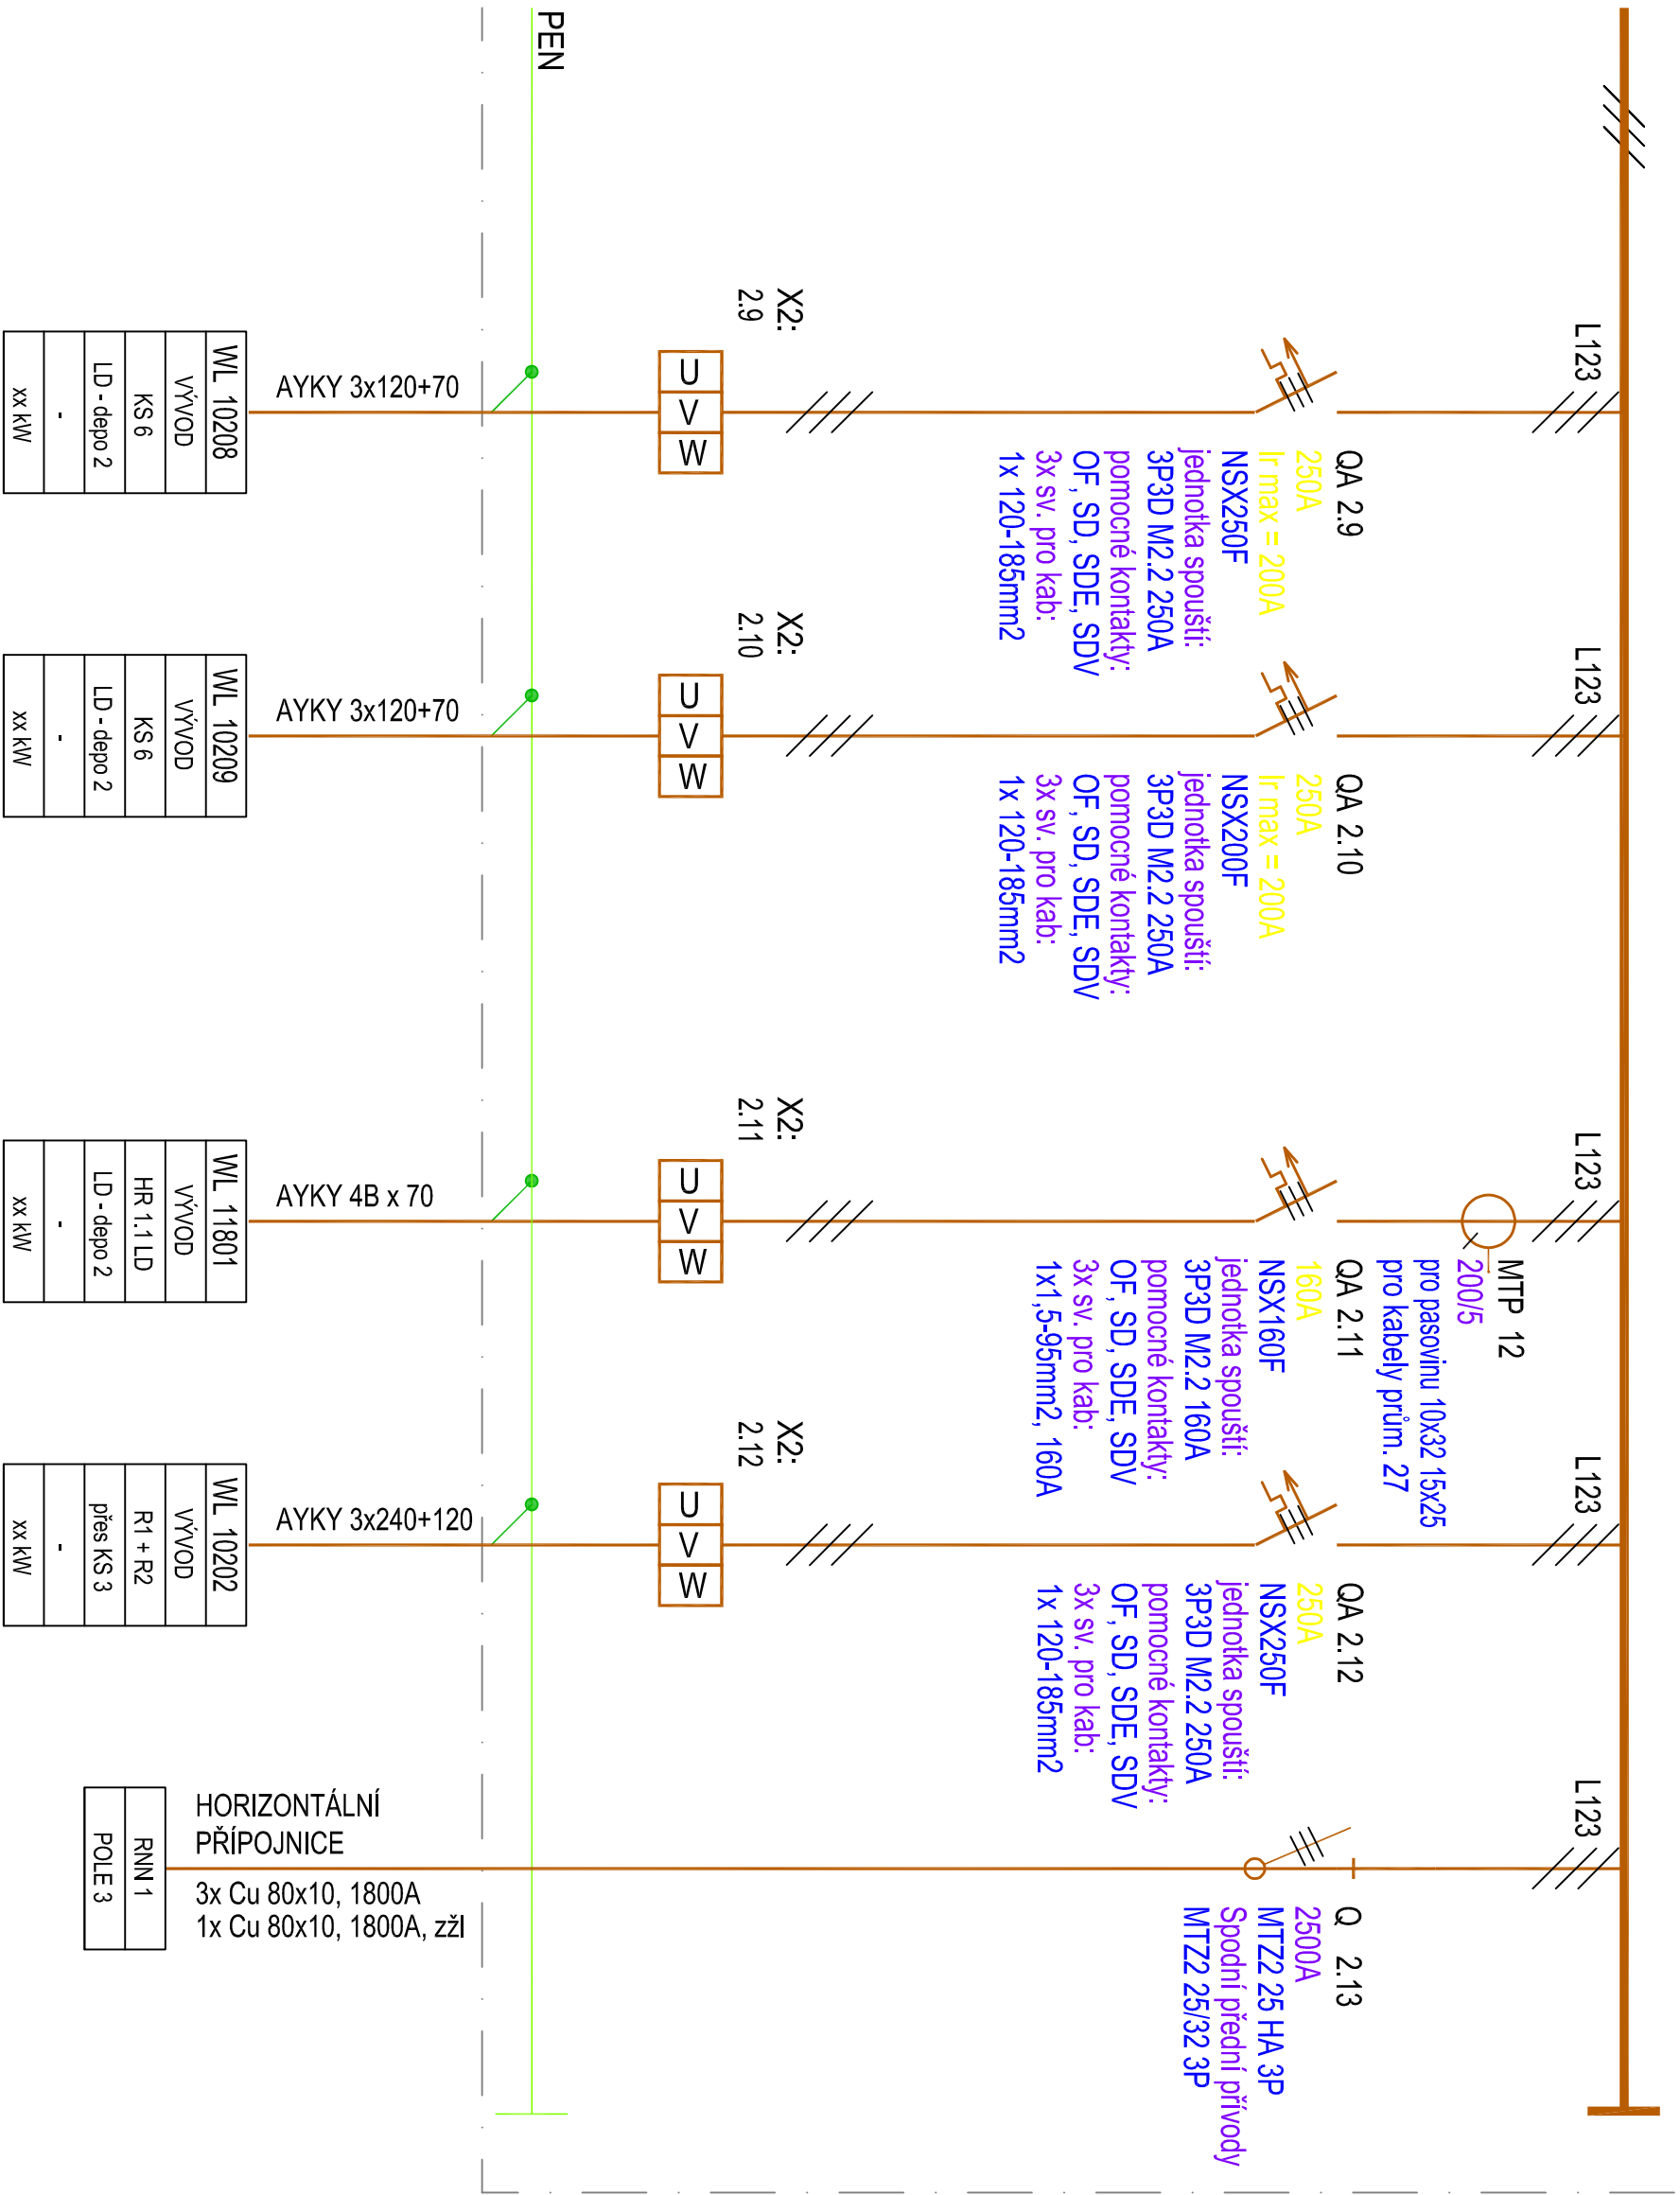 PEN
L123
QA 2.9
250A
Ir max = 200A
NSX250F
jednotka spouští:
3P3D M2.2 250A
pomocné kontakty:
OF, SD, SDE, SDV
3x sv. pro kab:
1x 120-185mm2
X2:
2.9
U
V
W
AYKY 3x120+70
WL 10208
VÝVOD
KS 6
LD - depo 2
-
xx kW
L123
QA 2.10
250A
Ir max = 200A
NSX200F
jednotka spouští:
3P3D M2.2 250A
pomocné kontakty:
OF, SD, SDE, SDV
3x sv. pro kab:
1x 120-185mm2
X2:
2.10
U
V
W
AYKY 3x120+70
WL 10209
VÝVOD
KS 6
LD - depo 2
-
xx kW
L123
MTP 12
200/5
pro pasovinu 10x32 15x25
pro kabely prům. 27
QA 2.11
160A
NSX160F
jednotka spouští:
3P3D M2.2 160A
pomocné kontakty:
OF, SD, SDE, SDV
3x sv. pro kab:
1x1,5-95mm2, 160A
X2:
2.11
U
V
W
AYKY 4B x 70
WL 11801
VÝVOD
HR 1.1 LD
LD - depo 2
-
xx kW
L123
QA 2.12
250A
NSX250F
jednotka spouští:
3P3D M2.2 250A
pomocné kontakty:
OF, SD, SDE, SDV
3x sv. pro kab:
1x 120-185mm2
X2:
2.12
U
V
W
AYKY 3x240+120
WL 10202
VÝVOD
R1 + R2
přes KS 3
-
xx kW
L123
Q 2.13
2500A
MTZ2 25 HA 3P
Spodní přední přívody
MTZ2 25/32 3P
HORIZONTÁLNÍ
PŘÍPOJNICE
3x Cu 80x10, 1800A
1x Cu 80x10, 1800A, zžl
RNN 1
POLE 3